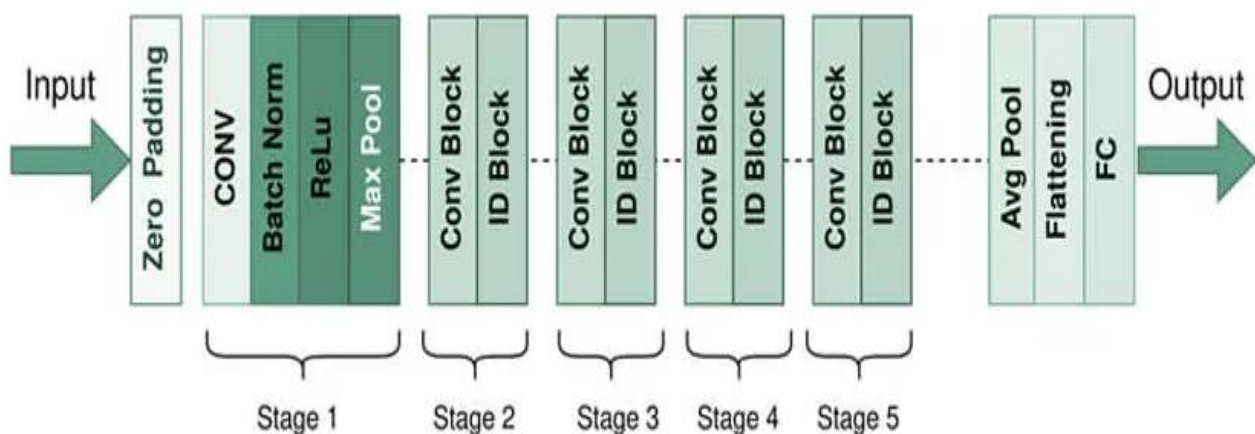 Input
Zero Padding
CONV
Batch Norm
ReLu
Max Pool
Conv Block
ID Block
Conv Block
ID Block
Conv Block
ID Block
Conv Block
ID Block
Avg Pool
Flattening
FC
Output
Stage 1
Stage 2
Stage 3
Stage 4
Stage 5